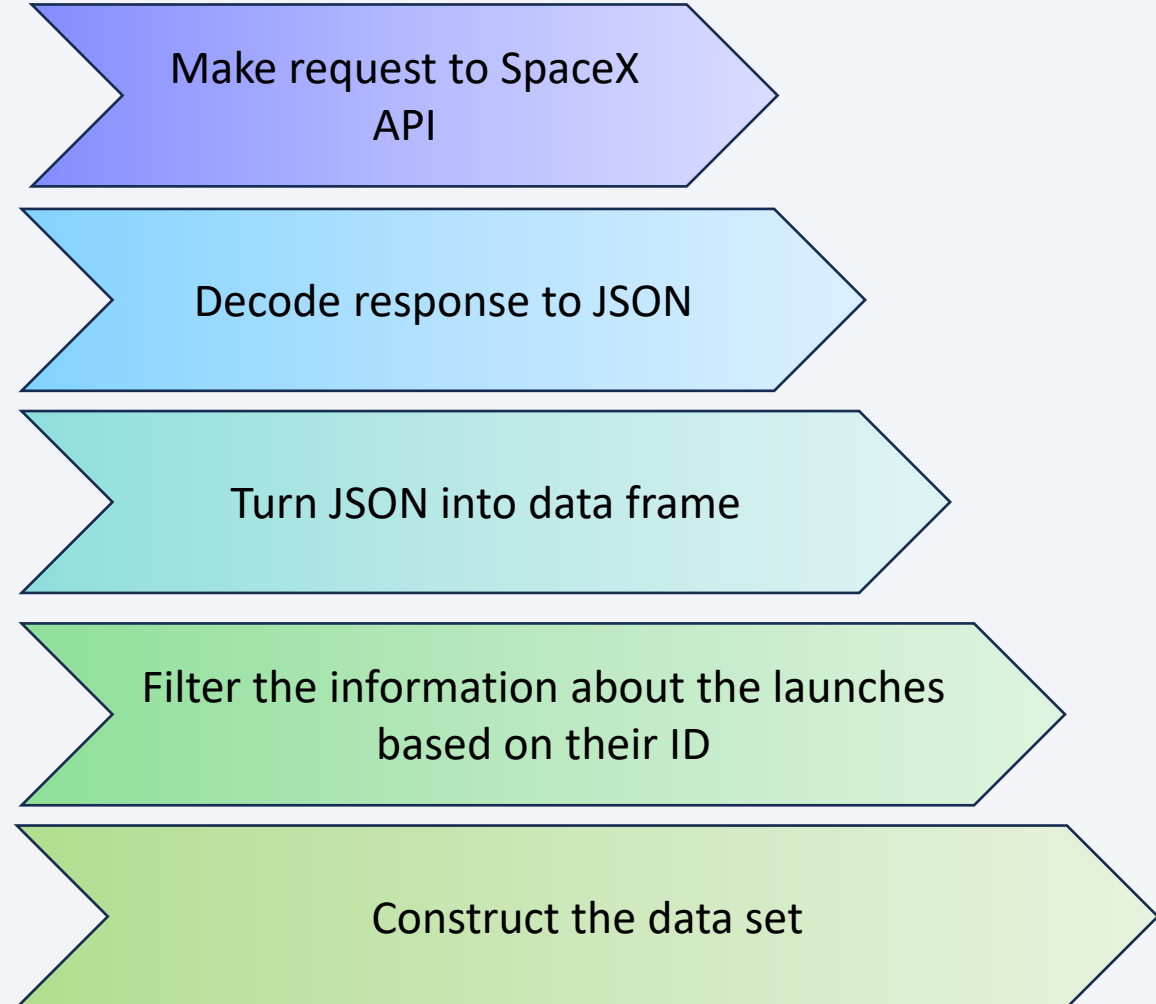 Make request to SpaceX
API
Decode response to JSON
Turn JSON into data frame
Filter the information about the launches
based on their ID
Construct the data set